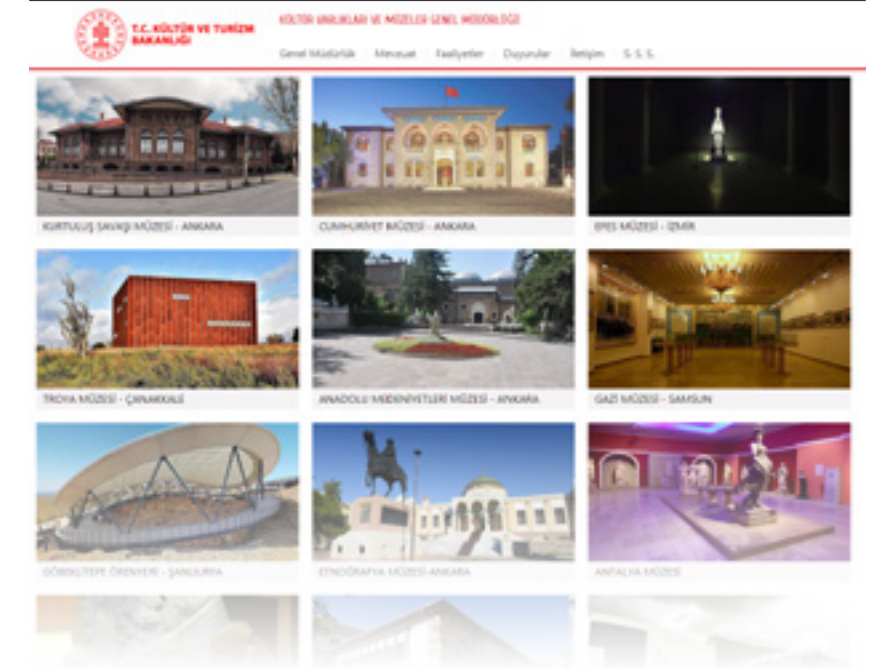 T.C. KÜLTÜR VE TURİZM
BAKANLIĞI
KÜLTÜR VARLIKLARI VE MÜZELER GENEL MÜDÜRLÜĞÜ
Genel Müdürlük Mevzuat Faaliyetler Duyurular İletişim S. S. S.
KURTULUŞ SAVAŞI MÜZESİ - ANKARA
CUMHURİYET MÜZESİ - ANKARA
EFES MÜZESİ - İZMİR
TROYA MÜZESİ - ÇANAKKALE
ANADOLU MEDENİYETLERİ MÜZESİ - ANKARA
GAZİ MÜZESİ - SAMSUN
GÖBEKLİTEPE ÖRENYERİ - ŞANLIURFA
ETNOĞRAFYA MÜZESİ-ANKARA
ANTALYA MÜZESİ